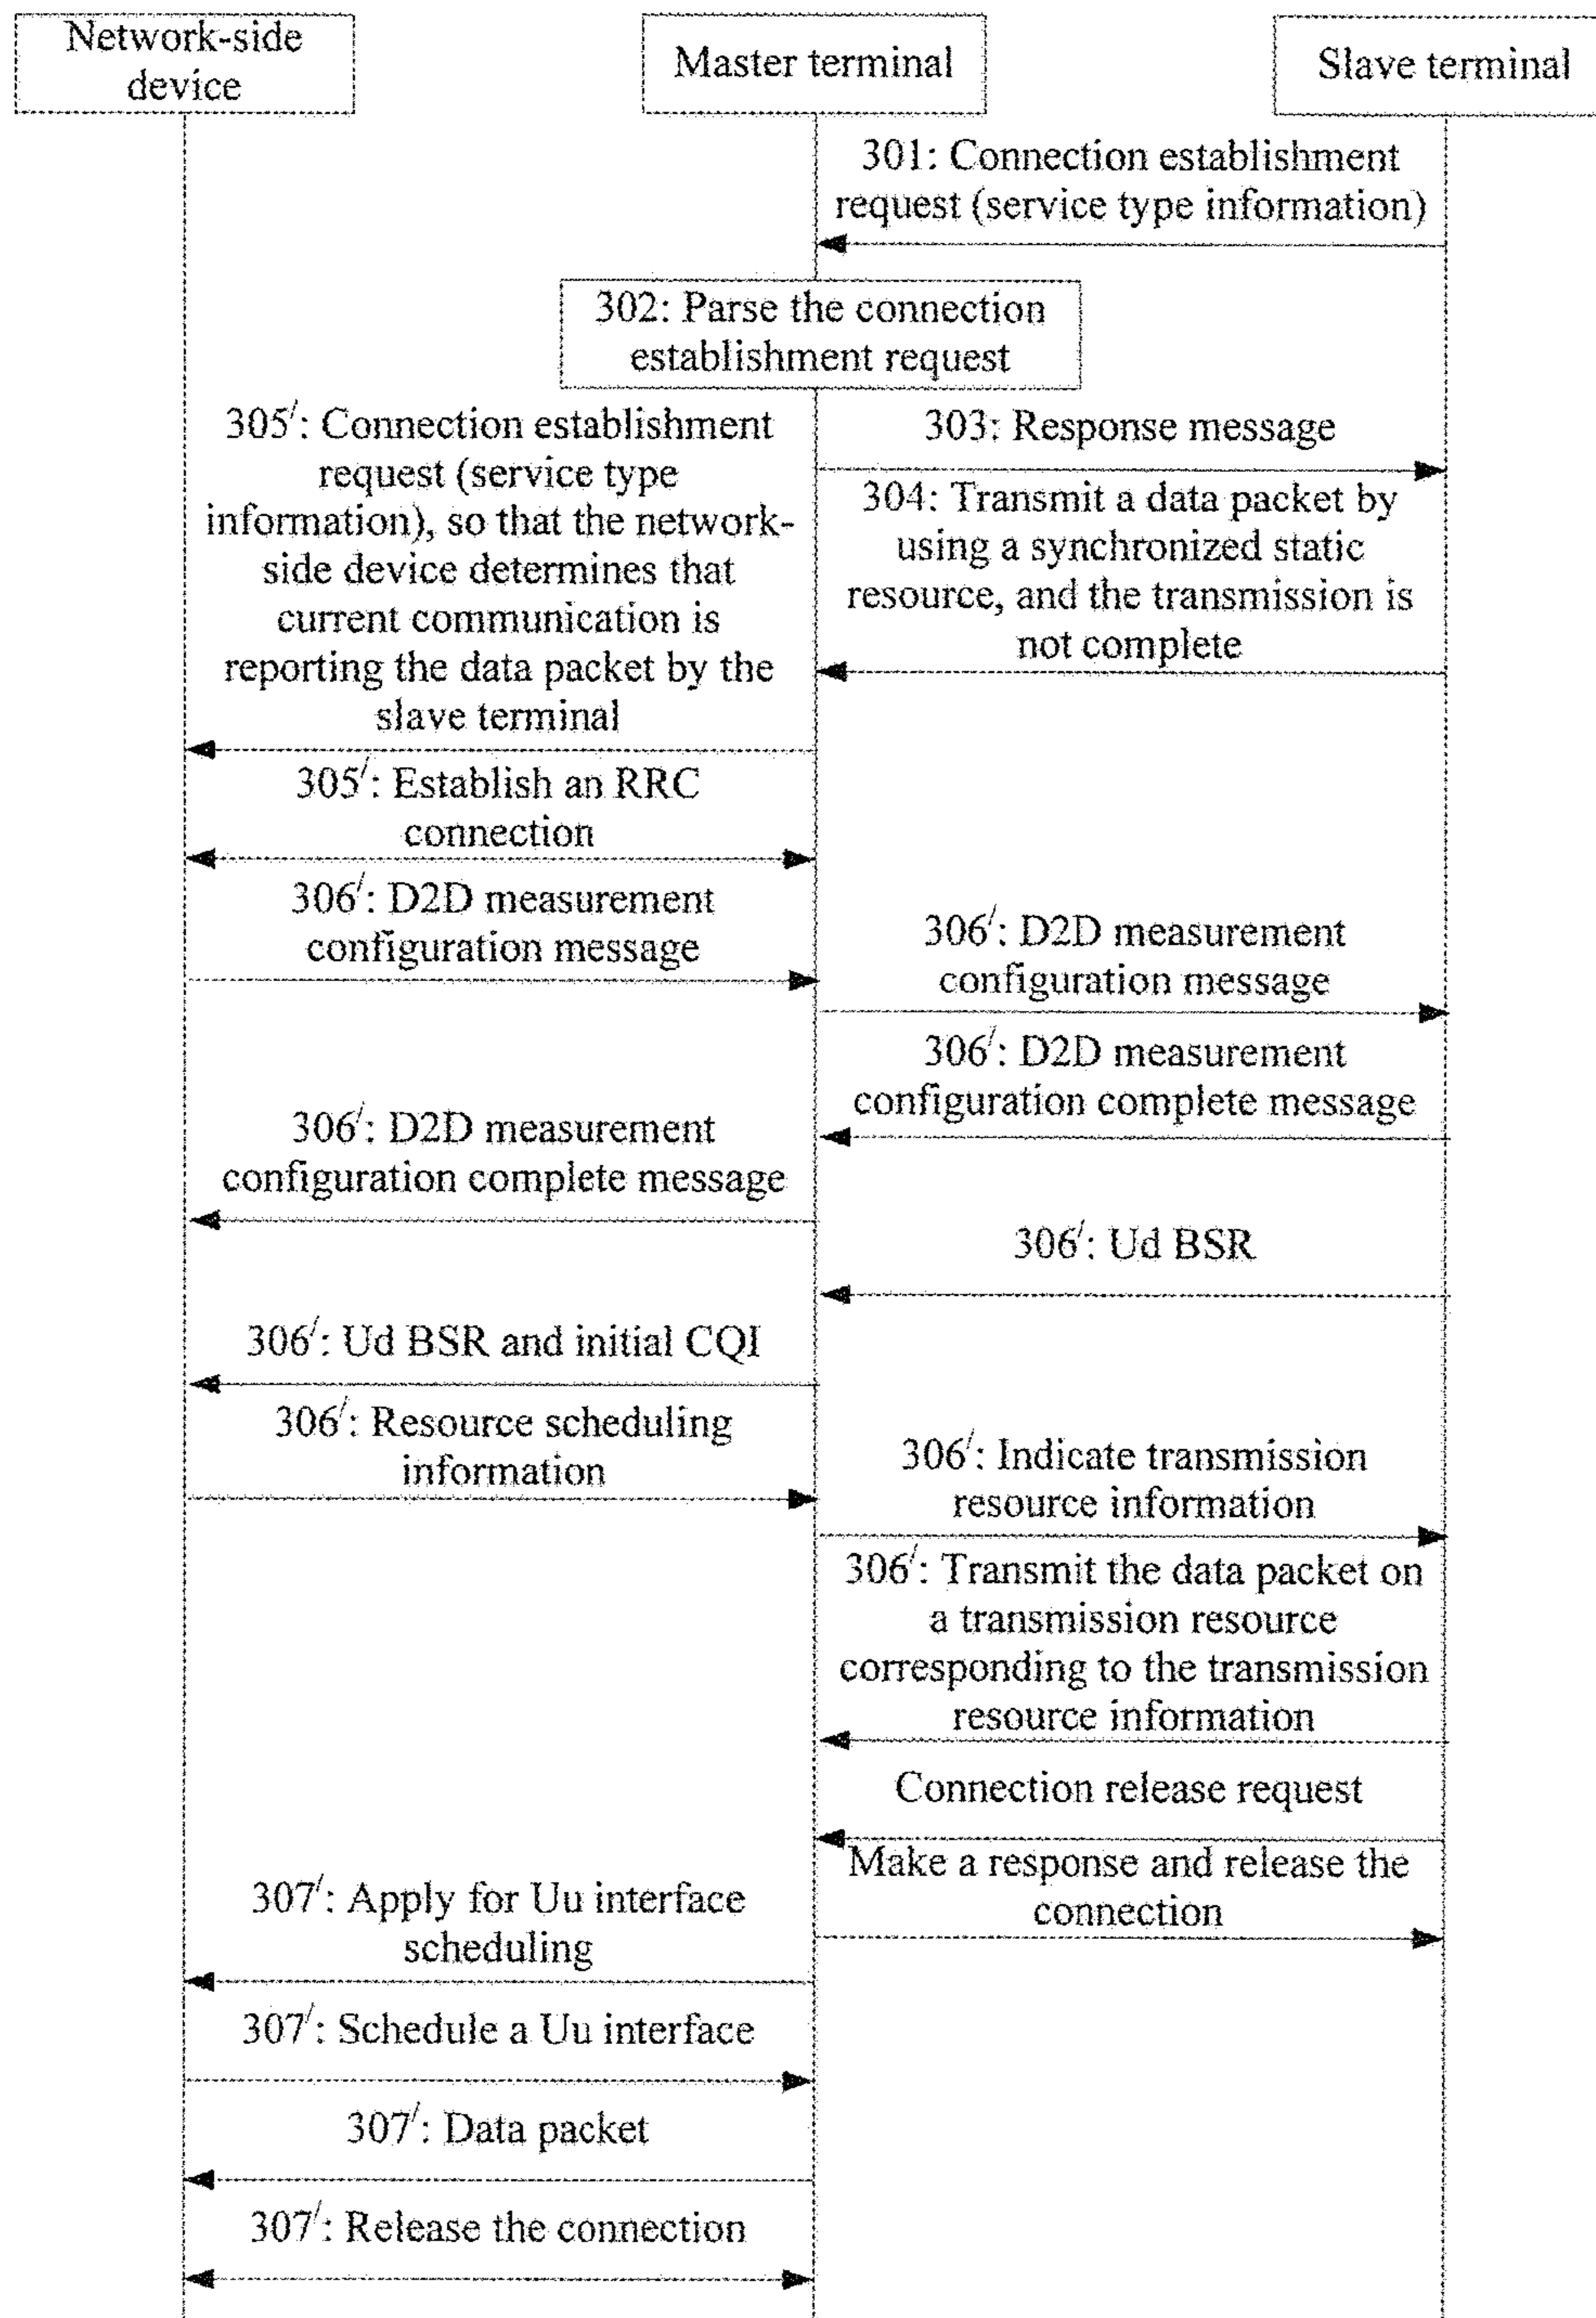 Network-side
device
Master terminal
Slave terminal
301: Connection establishment
request (service type information)
302: Parse the connection
establishment request
303: Response message
304: Transmit a data packet by
using a synchronized static
resource, and the transmission is
not complete
305′: Connection establishment
request (service type
information), so that the network-
side device determines that
current communication is
reporting the data packet by the
slave terminal
305′: Establish an RRC
connection
306′: D2D measurement
configuration message
306′: D2D measurement
configuration message
306′: D2D measurement
configuration complete message
306′: D2D measurement
configuration complete message
306′: Ud BSR
306′: Ud BSR and initial CQI
306′: Resource scheduling
information
306′: Indicate transmission
resource information
306′: Transmit the data packet on
a transmission resource
corresponding to the transmission
resource information
Connection release request
Make a response and release the
connection
307′: Apply for Uu interface
scheduling
307′: Schedule a Uu interface
307′: Data packet
307′: Release the connection